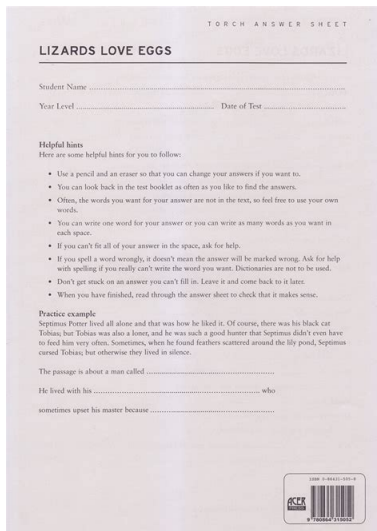 TORCH ANSWER SHEET
LIZARDS LOVE EGGS
Student Name ........................................................................................................
Year Level ........................................................ Date of Test ................................
Helpful hints
Here are some helpful hints for you to follow:
• Use a pencil and an eraser so that you can change your answers if you want to.
• You can look back in the test booklet as often as you like to find the answers.
• Often, the words you want for your answer are not in the text, so feel free to use your own
words.
• You can write one word for your answer or you can write as many words as you want in
each space.
• If you can't fit all of your answer in the space, ask for help.
• If you spell a word wrongly, it doesn't mean the answer will be marked wrong. Ask for help
with spelling if you really can't write the word you want. Dictionaries are not to be used.
• Don't get stuck on an answer you can't fill in. Leave it and come back to it later.
• When you have finished, read through the answer sheet to check that it makes sense.
Practice example
Septimus Potter lived all alone and that was how he liked it. Of course, there was his black cat
Tobias; but Tobias was also a loner, and he was such a good hunter that Septimus didn't even have
to feed him very often. Sometimes, when he found feathers scattered around the lily pond, Septimus
cursed Tobias; but otherwise they lived in silence.
The passage is about a man called ....................................................
He lived with his .................................................................... who
sometimes upset his master because ..................................................
ACER
PRESS
9 780864 315052